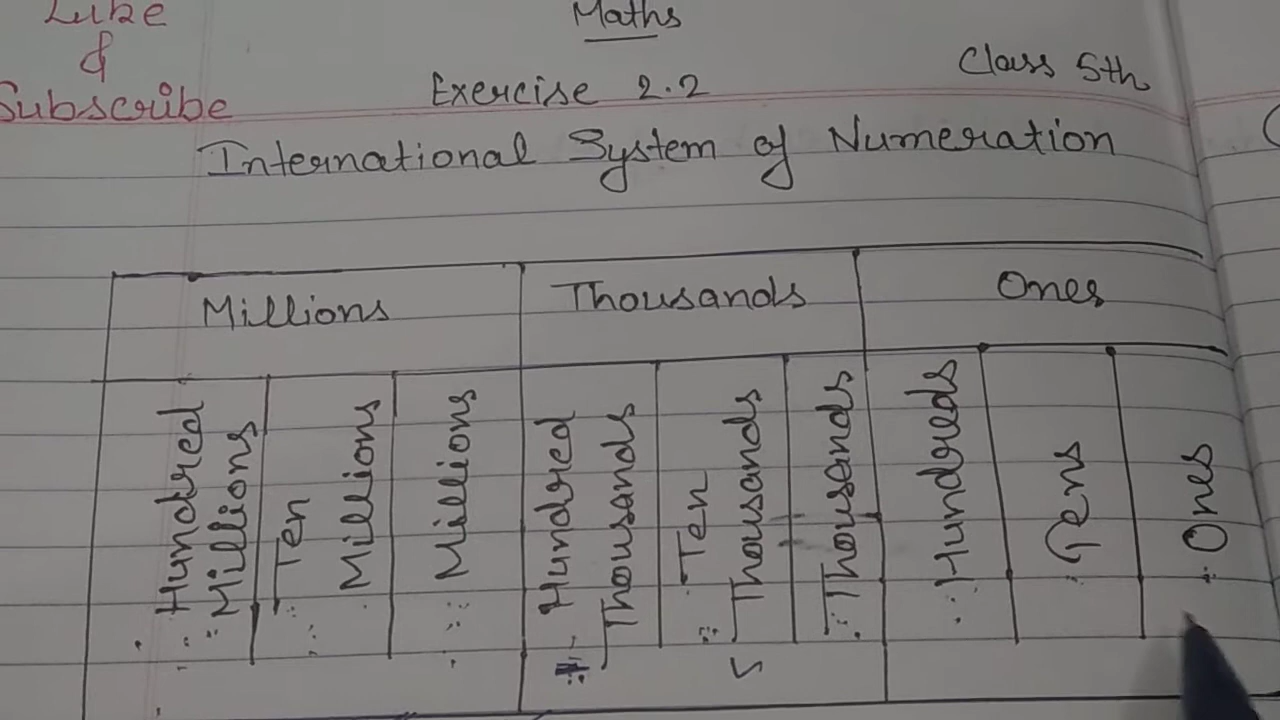 Like
&
Subscribe
Maths
Exercise 2.2
Class 5th
International System of Numeration
Millions Thousands Ones
Hundred Millions
Ten Millions
Millions
Hundred Thousands
Ten Thousands
Thousands
Hundreds
Tens
Ones